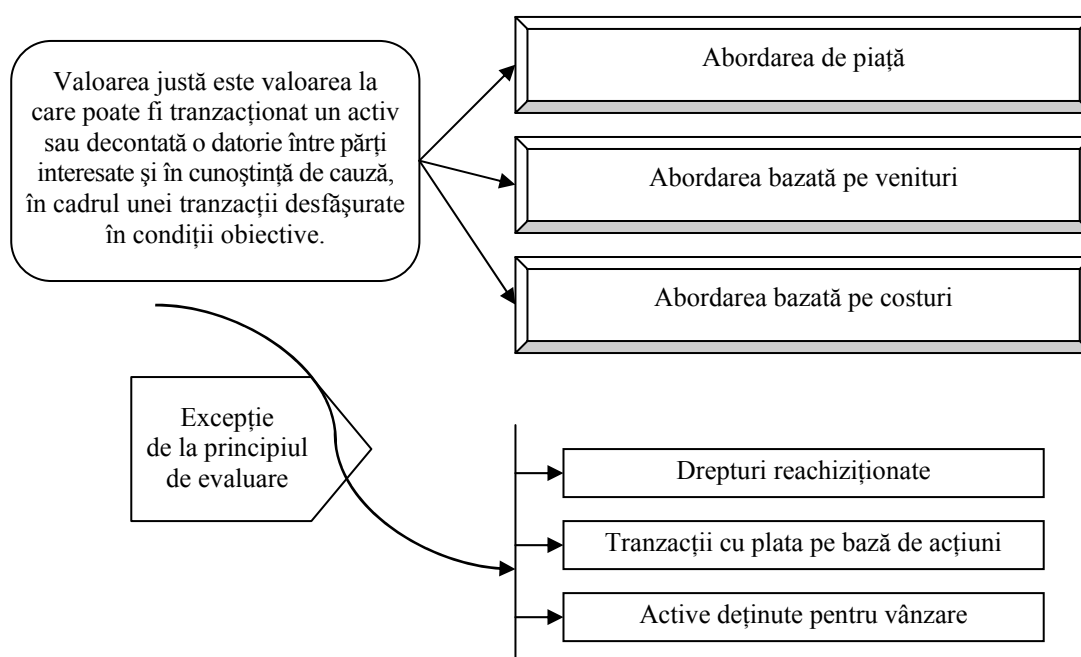 Valoarea justă este valoarea la
care poate fi tranzacționat un activ
sau decontată o datorie între părți
interesate şi în cunoştință de cauză,
în cadrul unei tranzacții desfăşurate
în condiții obiective.
Abordarea de piață
Abordarea bazată pe venituri
Abordarea bazată pe costuri
Excepție
de la principiul
de evaluare
Drepturi reachiziționate
Tranzacții cu plata pe bază de acțiuni
Active deținute pentru vânzare